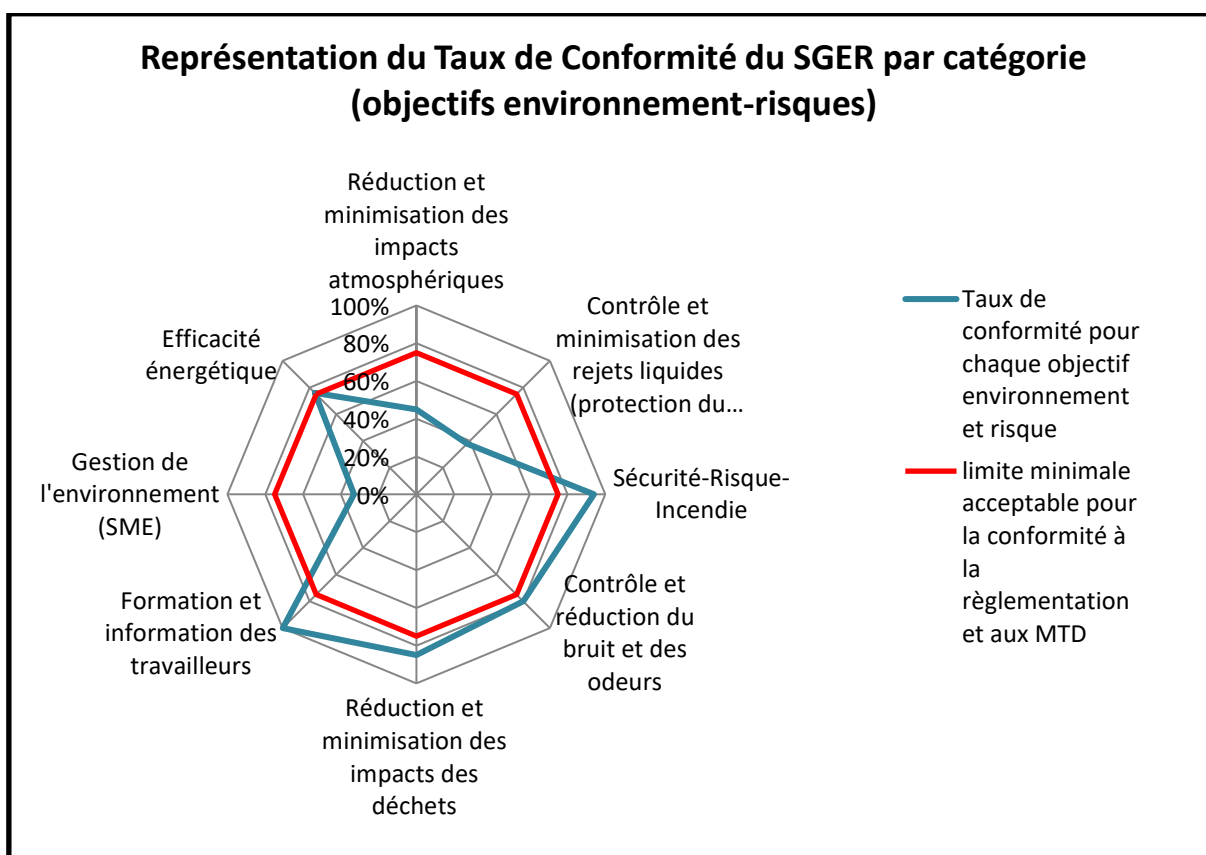 Représentation du Taux de Conformité du SGER par catégorie
(objectifs environnement-risques)
Réduction et
minimisation des
impacts
atmosphériques
Contrôle et
minimisation des
rejets liquides
(protection du...
Sécurité-Risque-
Incendie
Contrôle et
réduction du
bruit et des
odeurs
Réduction et
minimisation des
impacts des
déchets
Formation et
information des
travailleurs
Gestion de
l'environnement
(SME)
Efficacité
énergétique
100%
80%
60%
40%
20%
0%
Taux de
conformité pour
chaque objectif
environnement
et risque
limite minimale
acceptable pour
la conformité à
la
règlementation
et aux MTD